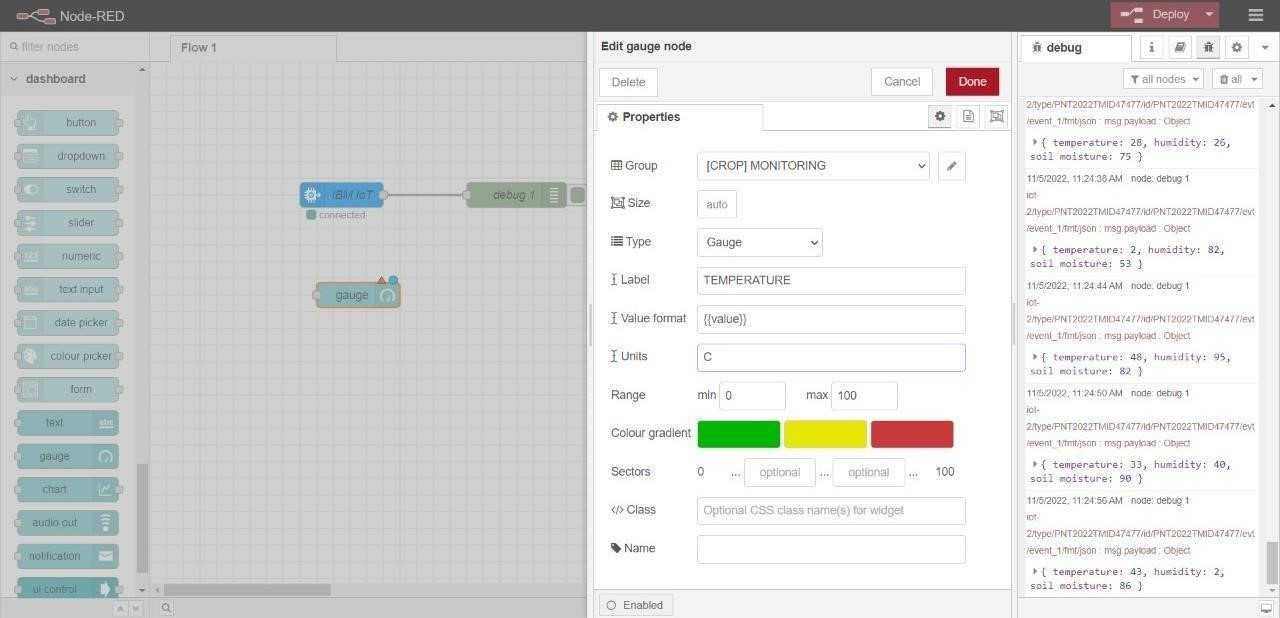 Node-RED
Deploy
filter nodes
dashboard
button
dropdown
switch
slider
numeric
text input
date picker
colour picker
form
text
gauge
chart
audio out
notification
ui control
123
abc
abc
Flow 1
IBM IoT
connected
debug 1
gauge
Edit gauge node
Delete
Cancel
Done
Properties
Group
[CROP] MONITORING
Size
auto
Type
Gauge
Label
TEMPERATURE
Value format
{{value}}
Units
C
Range
min
0
max
100
Colour gradient
Sectors
0
...
optional
...
optional
...
100
</> Class
Optional CSS class name(s) for widget
Name
Enabled
debug
i
all nodes
all
2/type/PNT2022TMID47477/id/PNT2022TMID47477/evt
/event_1/fmt/json : msg.payload : Object
{ temperature: 28, humidity: 26,
soil moisture: 75 }
11/5/2022, 11:24:38 AM node: debug 1
iot-
2/type/PNT2022TMID47477/id/PNT2022TMID47477/evt
/event_1/fmt/json : msg.payload : Object
{ temperature: 2, humidity: 82,
soil moisture: 53 }
11/5/2022, 11:24:44 AM node: debug 1
iot-
2/type/PNT2022TMID47477/id/PNT2022TMID47477/evt
/event_1/fmt/json : msg.payload : Object
{ temperature: 48, humidity: 95,
soil moisture: 82 }
11/5/2022, 11:24:50 AM node: debug 1
iot-
2/type/PNT2022TMID47477/id/PNT2022TMID47477/evt
/event_1/fmt/json : msg.payload : Object
{ temperature: 33, humidity: 40,
soil moisture: 90 }
11/5/2022, 11:24:56 AM node: debug 1
iot-
2/type/PNT2022TMID47477/id/PNT2022TMID47477/evt
/event_1/fmt/json : msg.payload : Object
{ temperature: 43, humidity: 2,
soil moisture: 86 }